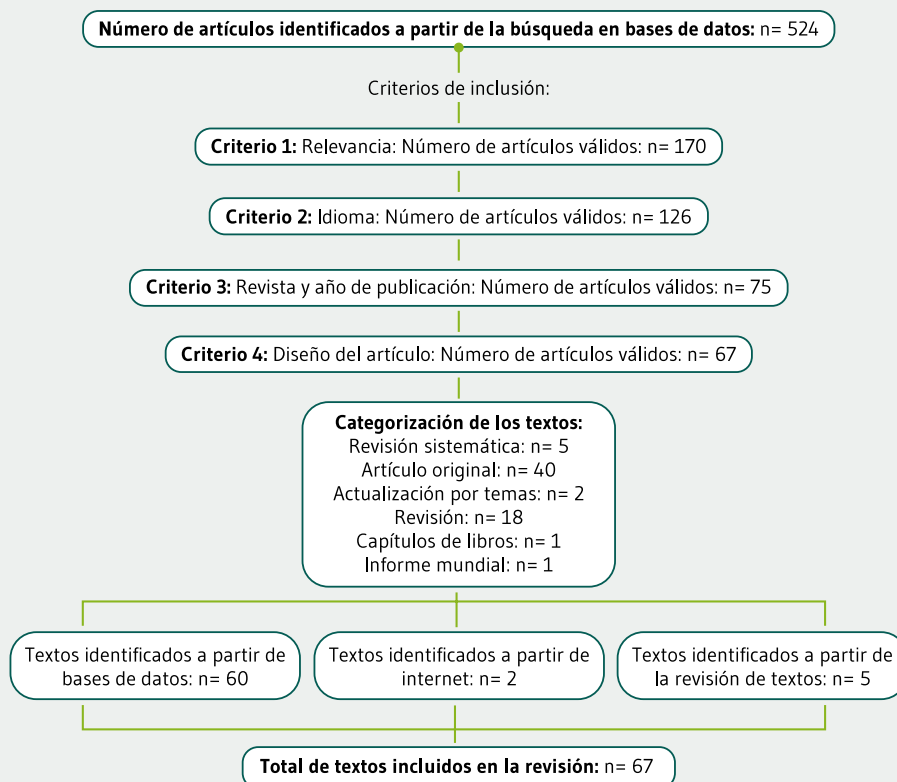 Número de artículos identificados a partir de la búsqueda en bases de datos: n= 524
Criterios de inclusión:
Criterio 1: Relevancia: Número de artículos válidos: n= 170
Criterio 2: Idioma: Número de artículos válidos: n= 126
Criterio 3: Revista y año de publicación: Número de artículos válidos: n= 75
Criterio 4: Diseño del artículo: Número de artículos válidos: n= 67
Categorización de los textos:
Revisión sistemática: n= 5
Artículo original: n= 40
Actualización por temas: n= 2
Revisión: n= 18
Capítulos de libros: n= 1
Informe mundial: n= 1
Textos identificados a partir de
bases de datos: n= 60
Textos identificados a partir de
internet: n= 2
Textos identificados a partir de
la revisión de textos: n= 5
Total de textos incluidos en la revisión: n= 67